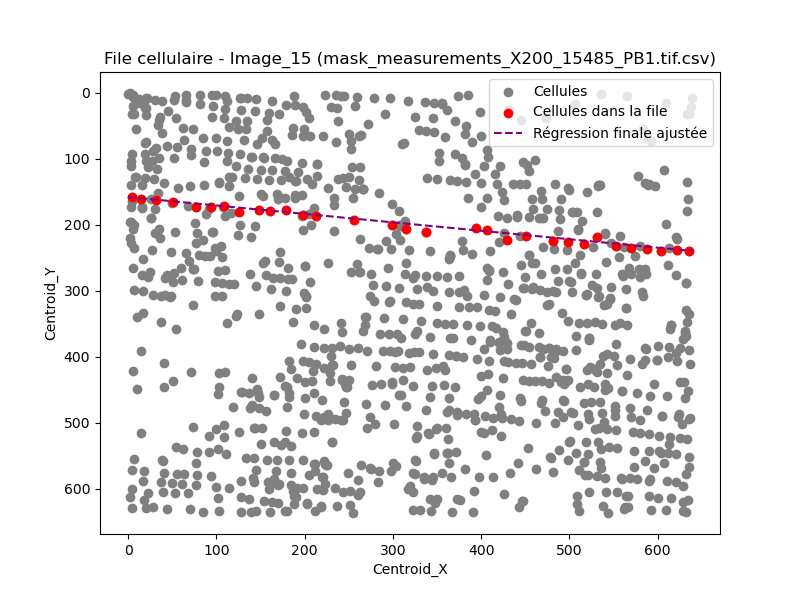 File cellulaire - Image_15 (mask_measurements_X200_15485_PB1.tif.csv)
Cellules
Cellules dans la file
Régression finale ajustée
0
100
200
300
400
500
600
Centroid_Y
0 100 200 300 400 500 600
Centroid_X